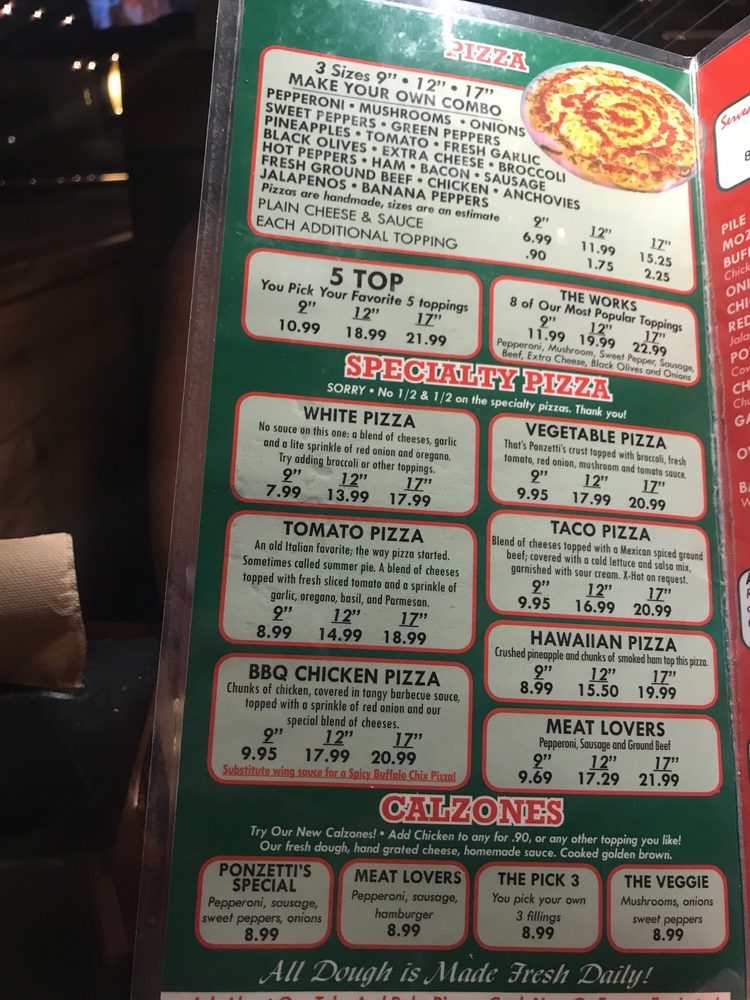 PIZZA
3 Sizes 9" • 12" • 17"
MAKE YOUR OWN COMBO
PEPPERONI • MUSHROOMS • ONIONS
SWEET PEPPERS • GREEN PEPPERS
PINEAPPLES • TOMATO • FRESH GARLIC
BLACK OLIVES • EXTRA CHEESE • BROCCOLI
HOT PEPPERS • HAM • BACON • SAUSAGE
FRESH GROUND BEEF • CHICKEN • ANCHOVIES
JALAPENOS • BANANA PEPPERS
Pizzas are handmade, sizes are an estimate
9" 12" 17"
PLAIN CHEESE & SAUCE 6.99 11.99 15.25
EACH ADDITIONAL TOPPING .90 1.75 2.25
5 TOP
You Pick Your Favorite 5 toppings
9" 12" 17"
10.99 18.99 21.99
THE WORKS
8 of Our Most Popular Toppings
9" 12" 17"
11.99 19.99 22.99
Pepperoni, Mushroom, Sweet Pepper, Sausage,
Beef, Extra Cheese, Black Olives and Onions
SPECIALTY PIZZA
SORRY • No 1/2 & 1/2 on the specialty pizzas. Thank you!
WHITE PIZZA
No sauce on this one: a blend of cheeses, garlic
and a lite sprinkle of red onion and oregano.
Try adding broccoli or other toppings.
9" 12" 17"
7.99 13.99 17.99
VEGETABLE PIZZA
That's Ponzetti's crust topped with broccoli, fresh
tomato, red onion, mushroom and tomato sauce.
9" 12" 17"
9.95 17.99 20.99
TOMATO PIZZA
An old Italian favorite; the way pizza started.
Sometimes called summer pie. A blend of cheeses
topped with fresh sliced tomato and a sprinkle of
garlic, oregano, basil, and Parmesan.
9" 12" 17"
8.99 14.99 18.99
TACO PIZZA
Blend of cheeses topped with a Mexican spiced ground
beef; covered with a cold lettuce and salsa mix,
garnished with sour cream. X-Hot on request.
9" 12" 17"
9.95 16.99 20.99
HAWAIIAN PIZZA
Crushed pineapple and chunks of smoked ham top this pizza.
9" 12" 17"
8.99 15.50 19.99
BBQ CHICKEN PIZZA
Chunks of chicken, covered in tangy barbecue sauce,
topped with a sprinkle of red onion and our
special blend of cheeses.
9" 12" 17"
9.95 17.99 20.99
Substitute wing sauce for a Spicy Buffalo Chix Pizza!
MEAT LOVERS
Pepperoni, Sausage and Ground Beef
9" 12" 17"
9.69 17.29 21.99
CALZONES
Try Our New Calzones! • Add Chicken to any for .90, or any other topping you like!
Our fresh dough, hand grated cheese, homemade sauce. Cooked golden brown.
PONZETTI'S
SPECIAL
Pepperoni, sausage,
sweet peppers, onions
8.99
MEAT LOVERS
Pepperoni, sausage,
hamburger
8.99
THE PICK 3
You pick your own
3 fillings
8.99
THE VEGGIE
Mushrooms, onions
sweet peppers
8.99
All Dough is Made Fresh Daily!
PILE